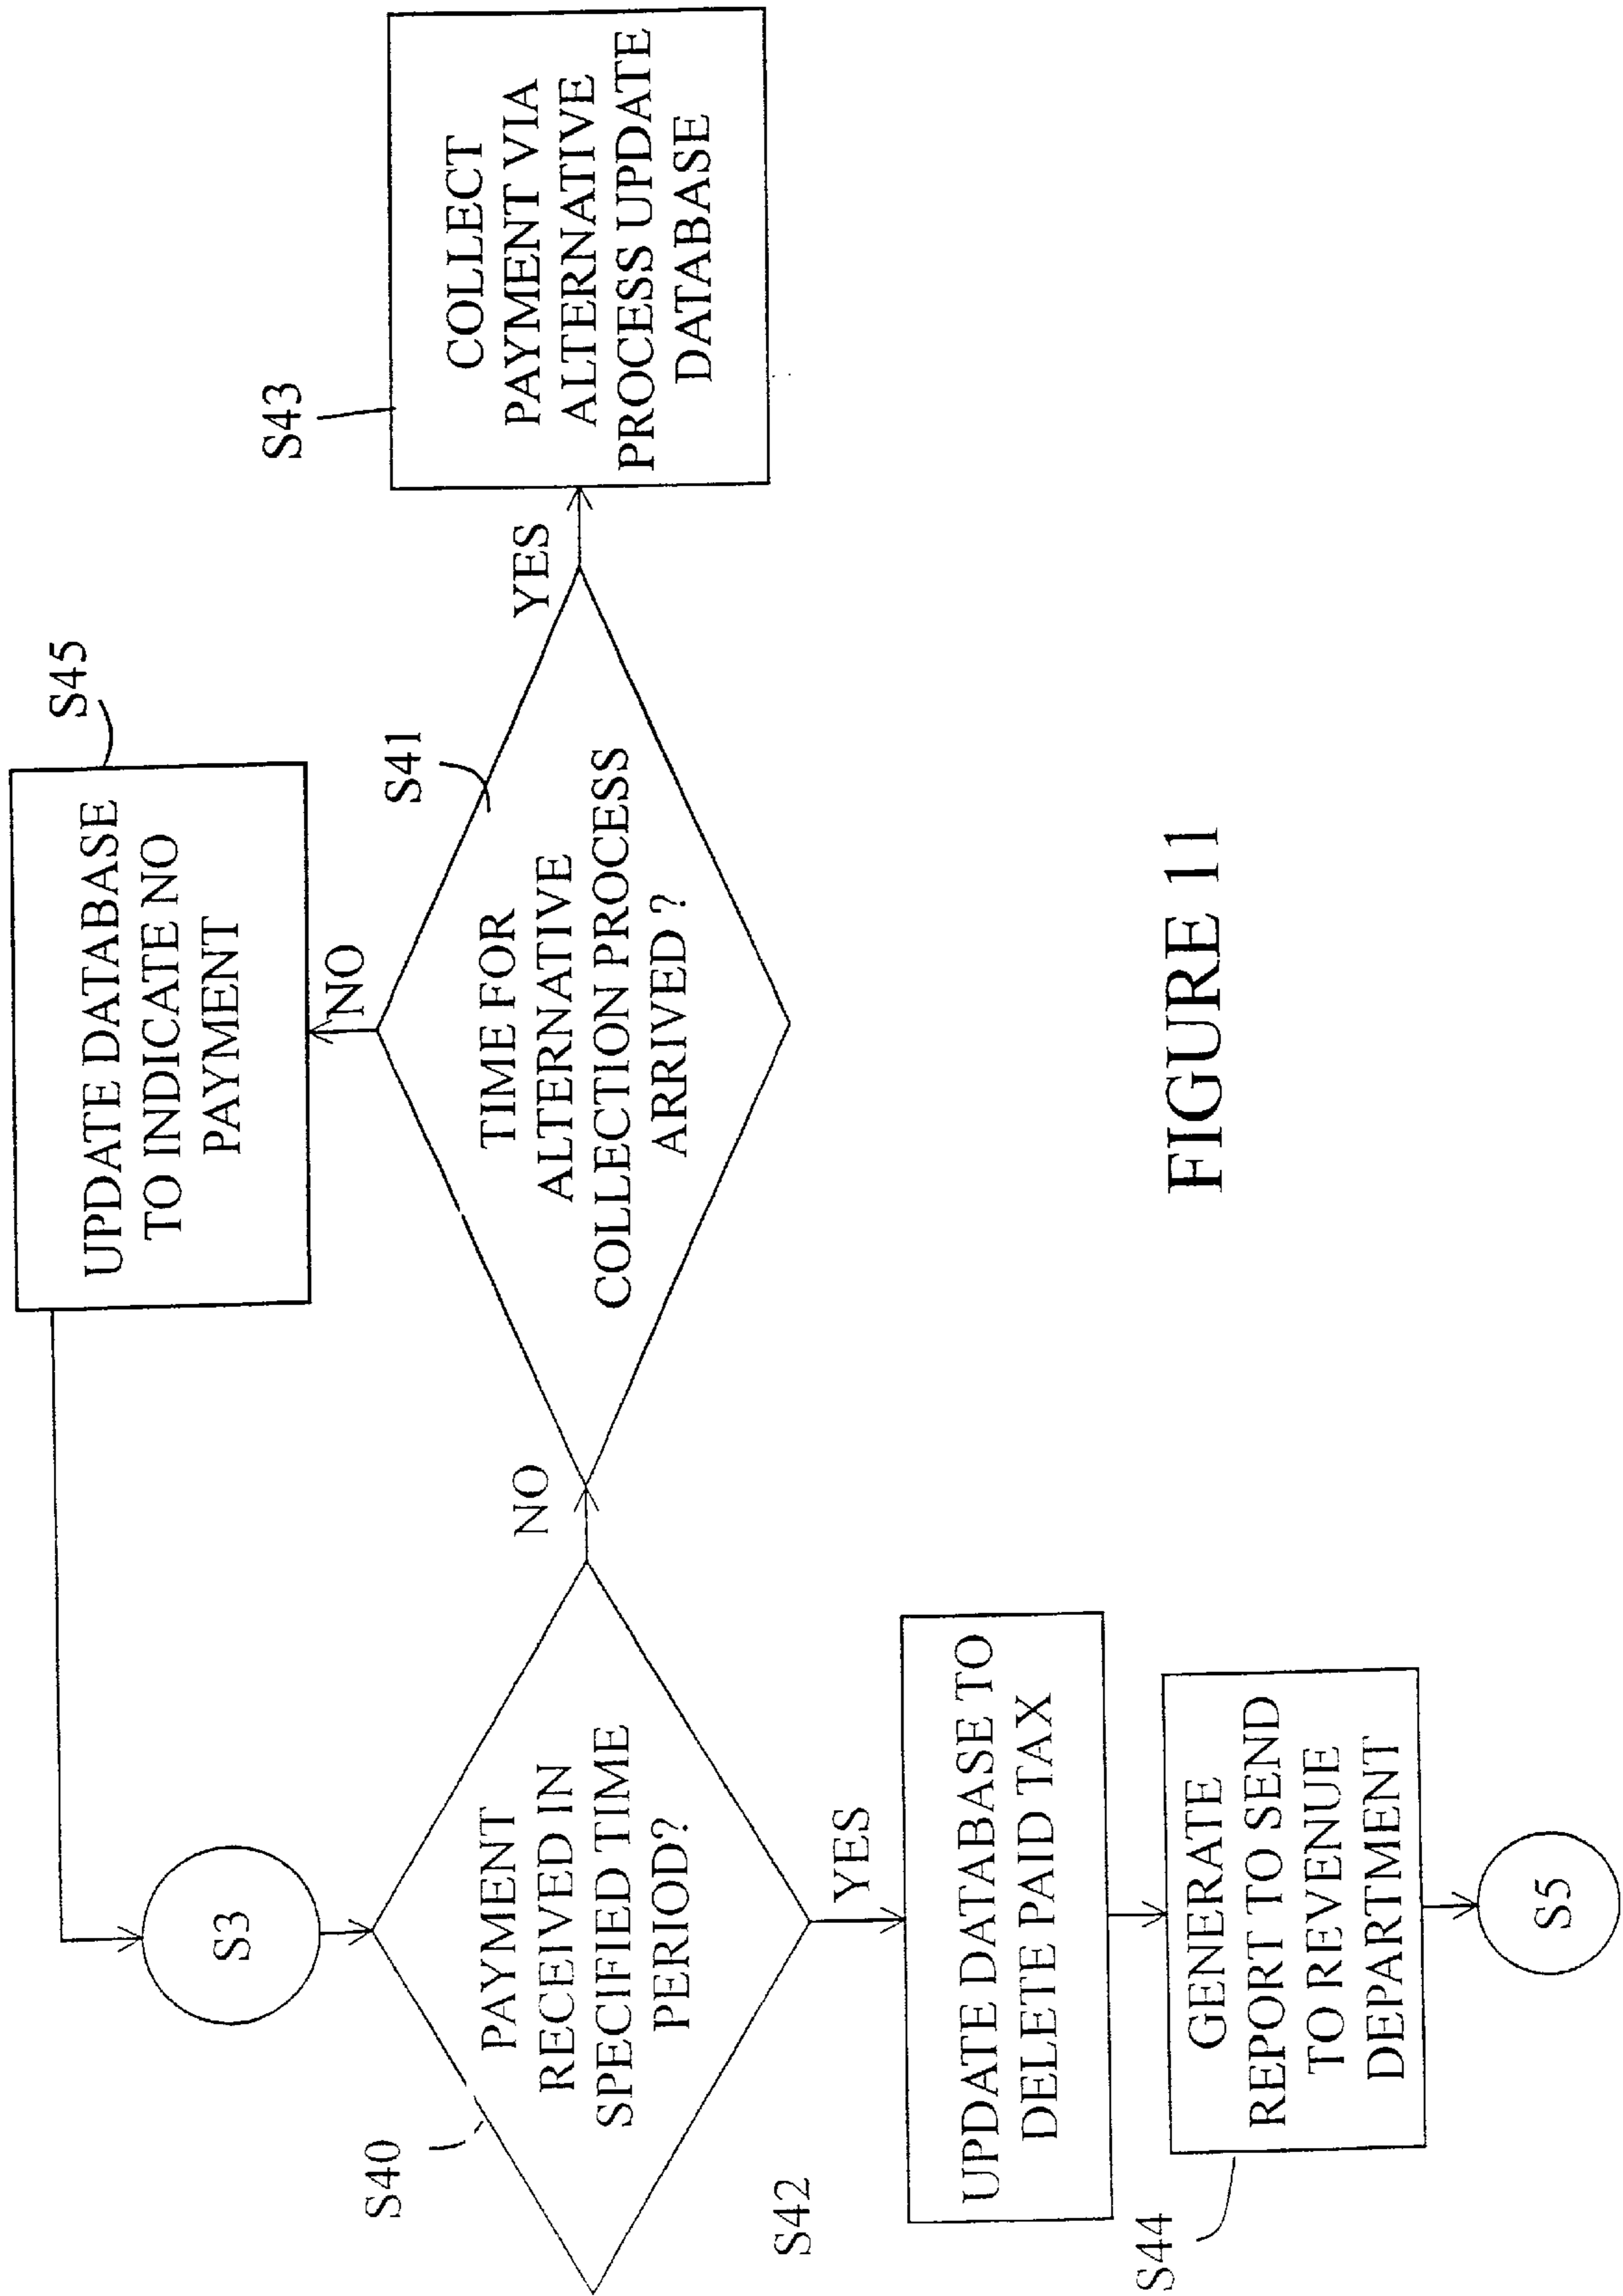 S45
UPDATE DATABASE
TO INDICATE NO
PAYMENT
S3
NO
S43
COLLECT
PAYMENT VIA
ALTERNATIVE
PROCESS UPDATE
DATABASE
S40
PAYMENT
RECEIVED IN
SPECIFIED TIME
PERIOD?
NO
S41
TIME FOR
ALTERNATIVE
COLLECTION PROCESS
ARRIVED ?
YES
S42
YES
UPDATE DATABASE TO
DELETE PAID TAX
S44
GENERATE
REPORT TO SEND
TO REVENUE
DEPARTMENT
S5
FIGURE 11